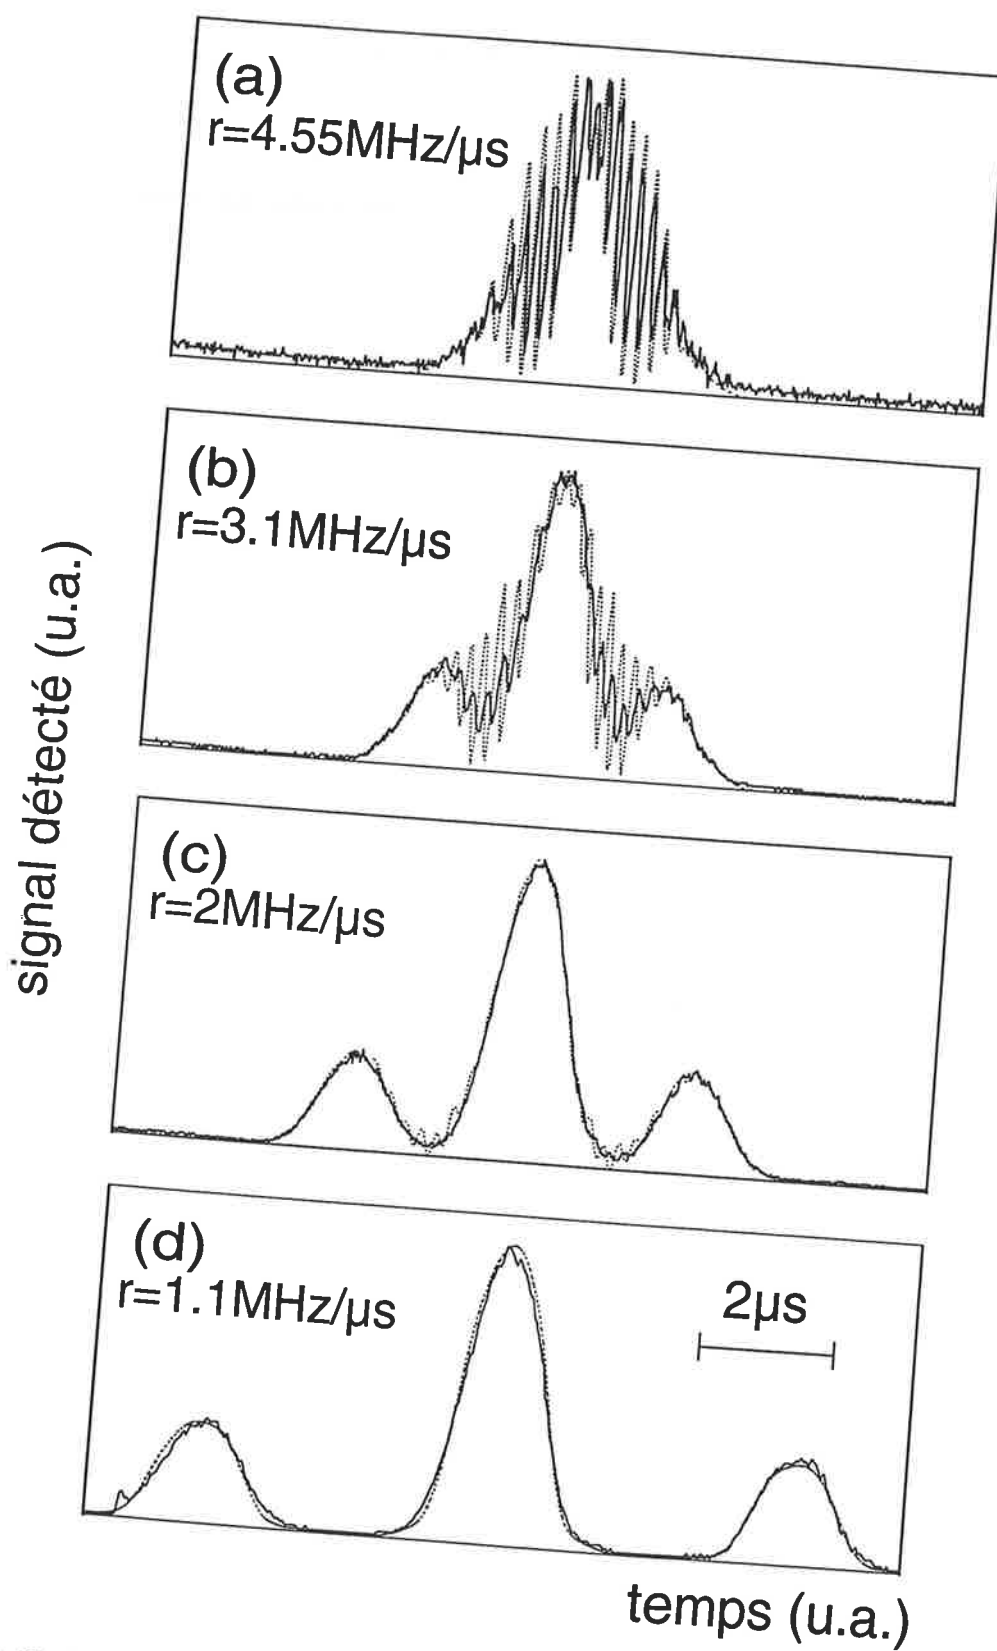 (a)
r=4.55MHz/µs
(b)
r=3.1MHz/µs
(c)
r=2MHz/µs
(d)
r=1.1MHz/µs
2µs
signal détecté (u.a.)
temps (u.a.)